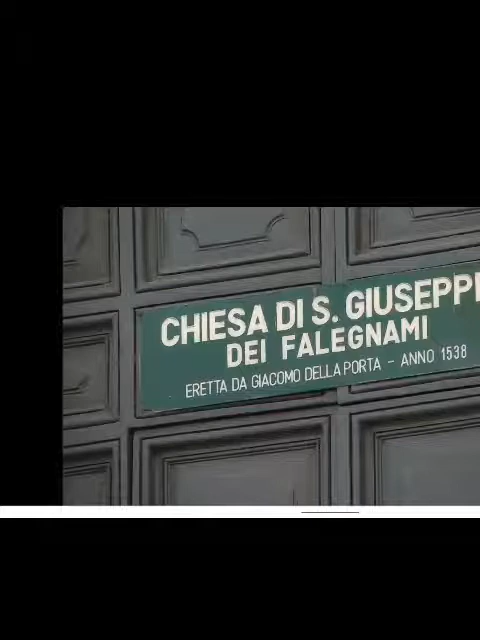 CHIESA DI S. GIUSEPP
DEI FALEGNAMI
ERETTA DA GIACOMO DELLA PORTA - ANNO 1538